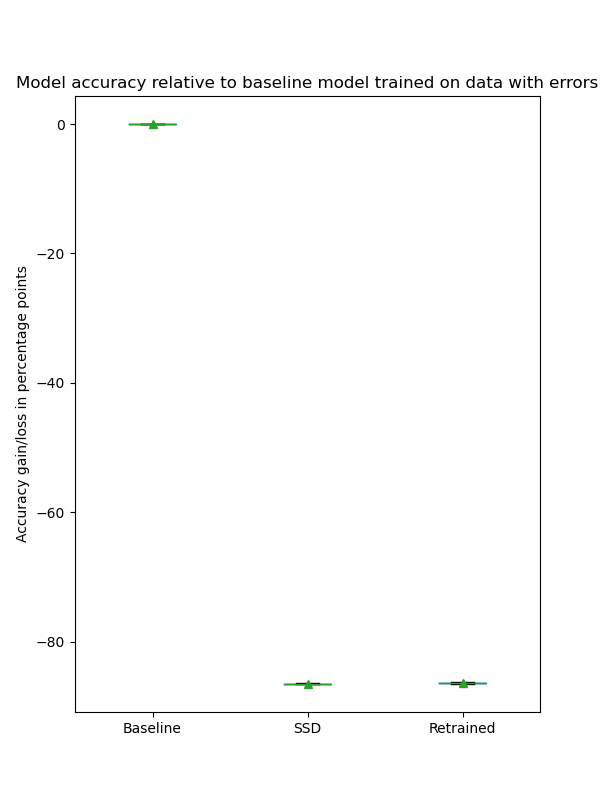 Model accuracy relative to baseline model trained on data with errors
Accuracy gain/loss in percentage points
0
−20
−40
−60
−80
Baseline
SSD
Retrained